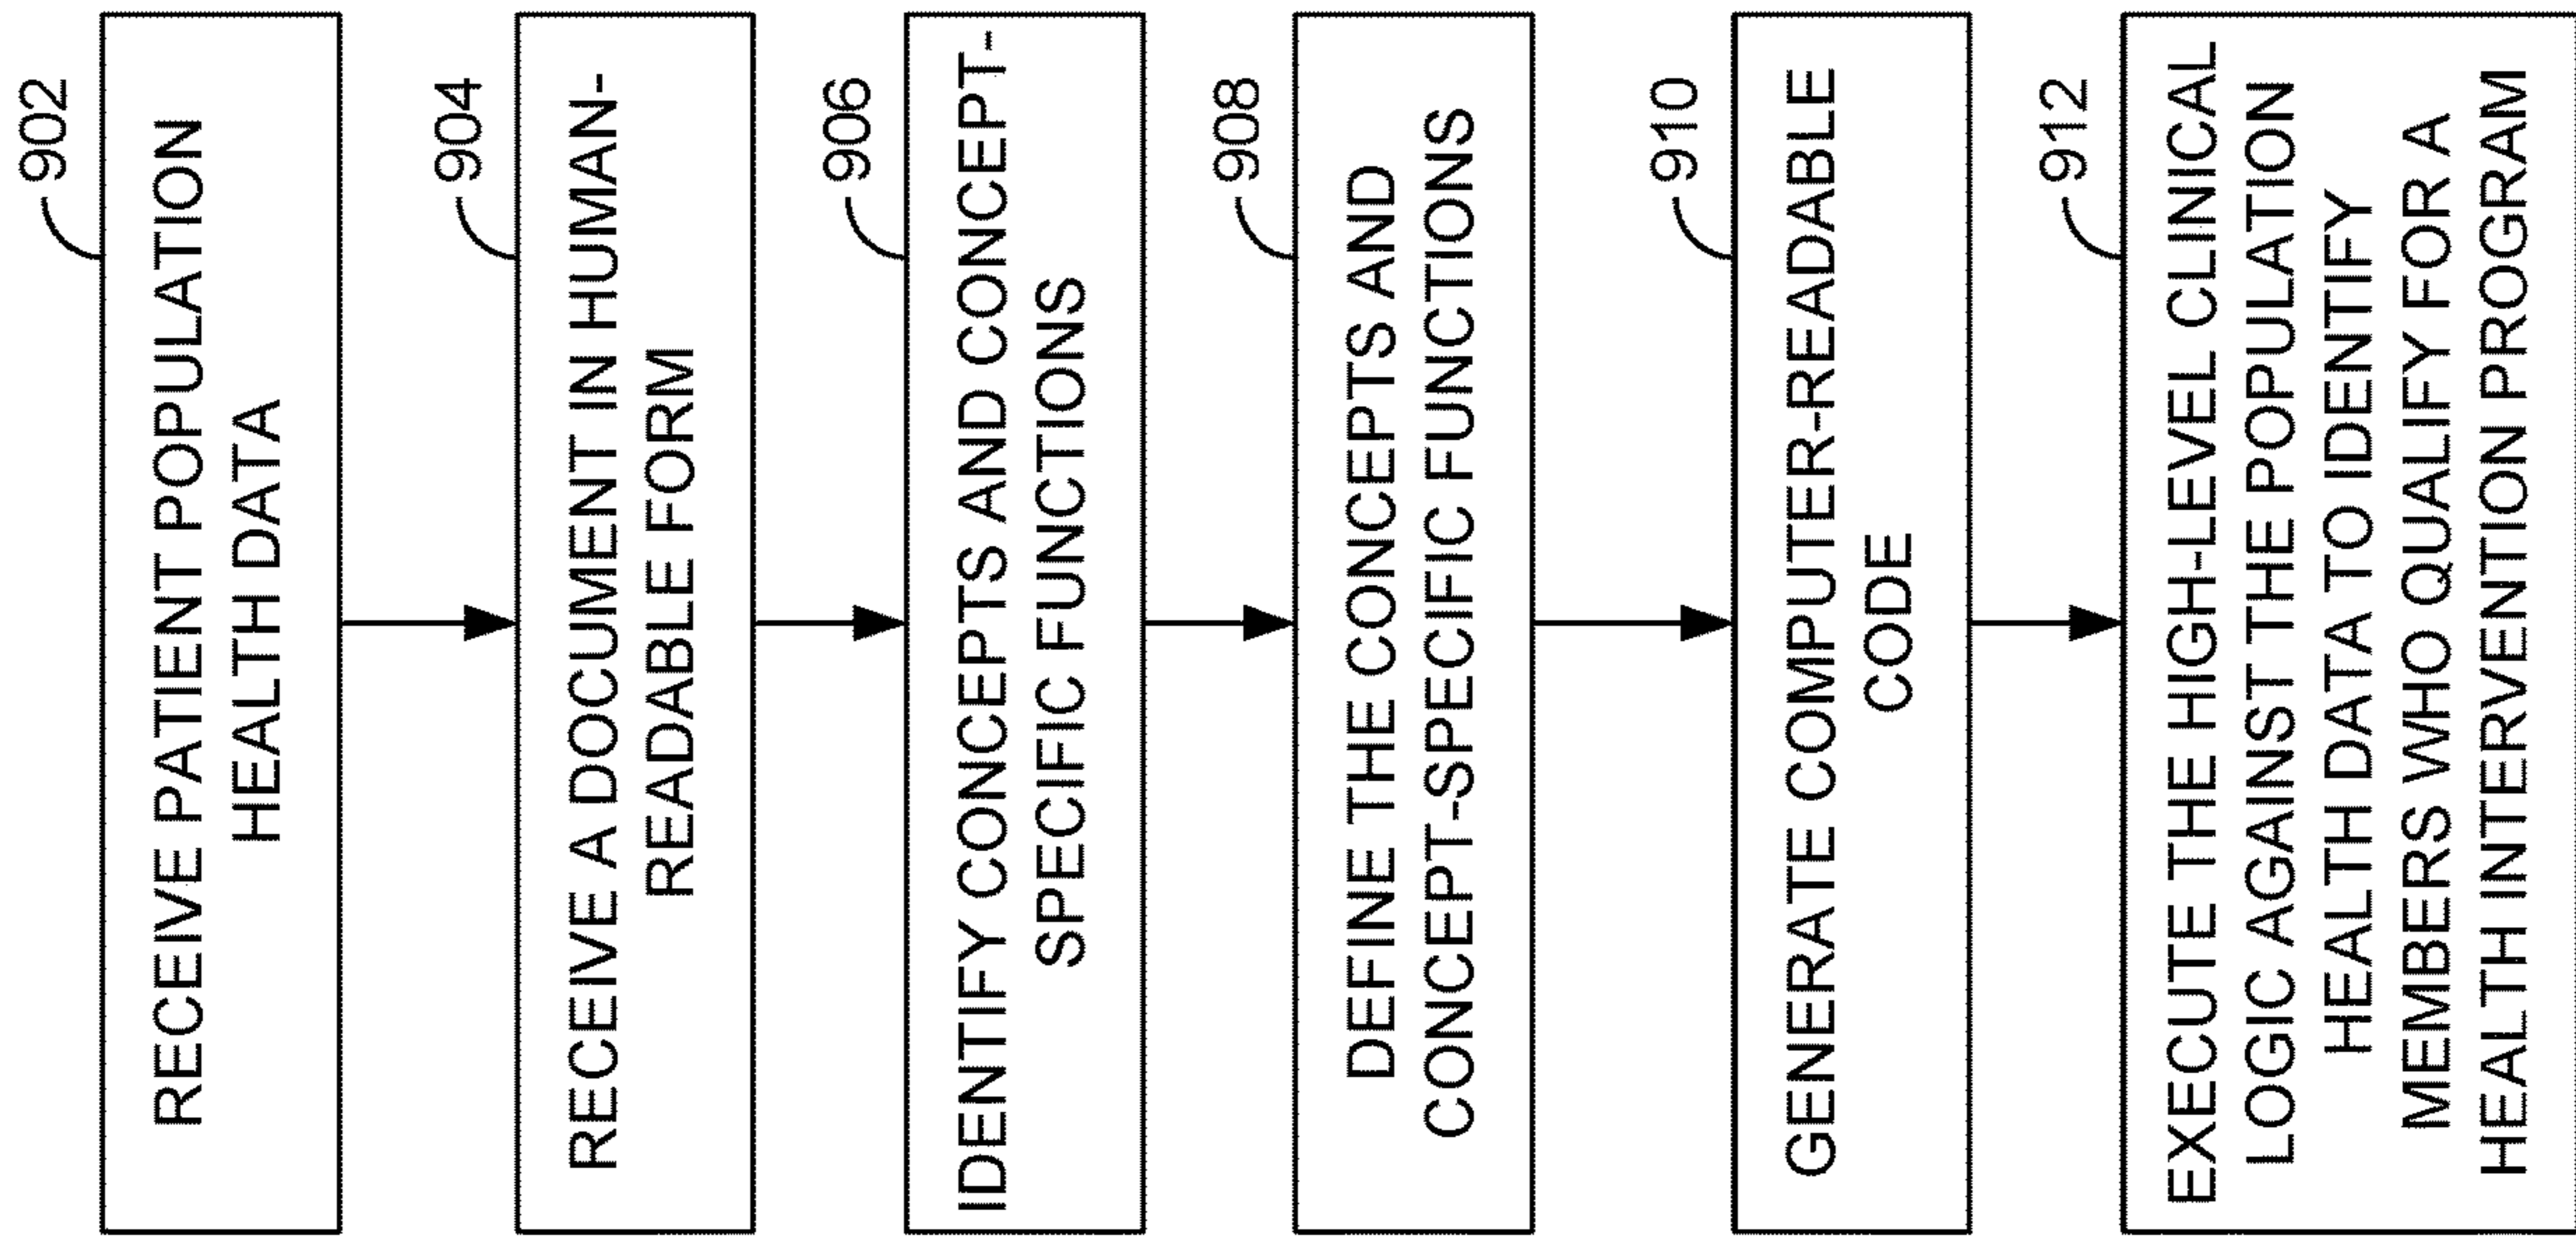 902
RECEIVE PATIENT POPULATION
HEALTH DATA
904
RECEIVE A DOCUMENT IN HUMAN-
READABLE FORM
906
IDENTIFY CONCEPTS AND CONCEPT-
SPECIFIC FUNCTIONS
908
DEFINE THE CONCEPTS AND
CONCEPT-SPECIFIC FUNCTIONS
910
GENERATE COMPUTER-READABLE
CODE
912
EXECUTE THE HIGH-LEVEL CLINICAL
LOGIC AGAINST THE POPULATION
HEALTH DATA TO IDENTIFY
MEMBERS WHO QUALIFY FOR A
HEALTH INTERVENTION PROGRAM